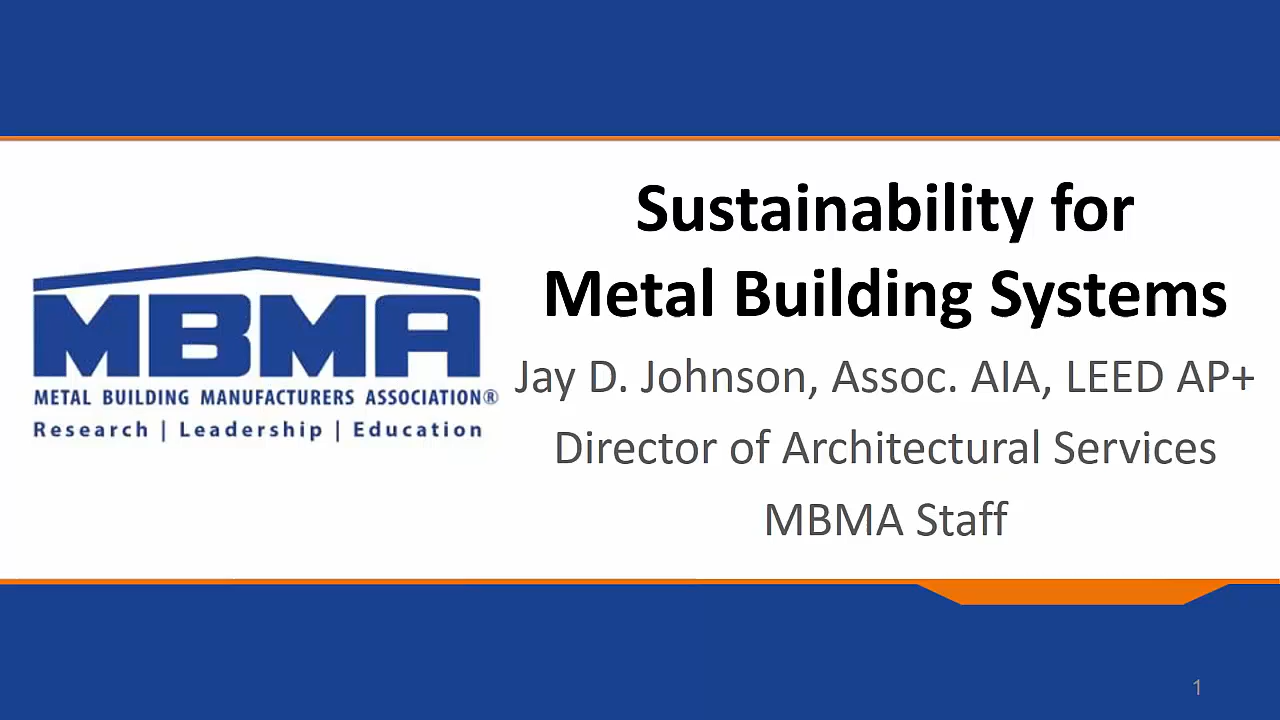 Sustainability for
Metal Building Systems
MBMA
METAL BUILDING MANUFACTURERS ASSOCIATION®
Research | Leadership | Education
Jay D. Johnson, Assoc. AIA, LEED AP+
Director of Architectural Services
MBMA Staff
1